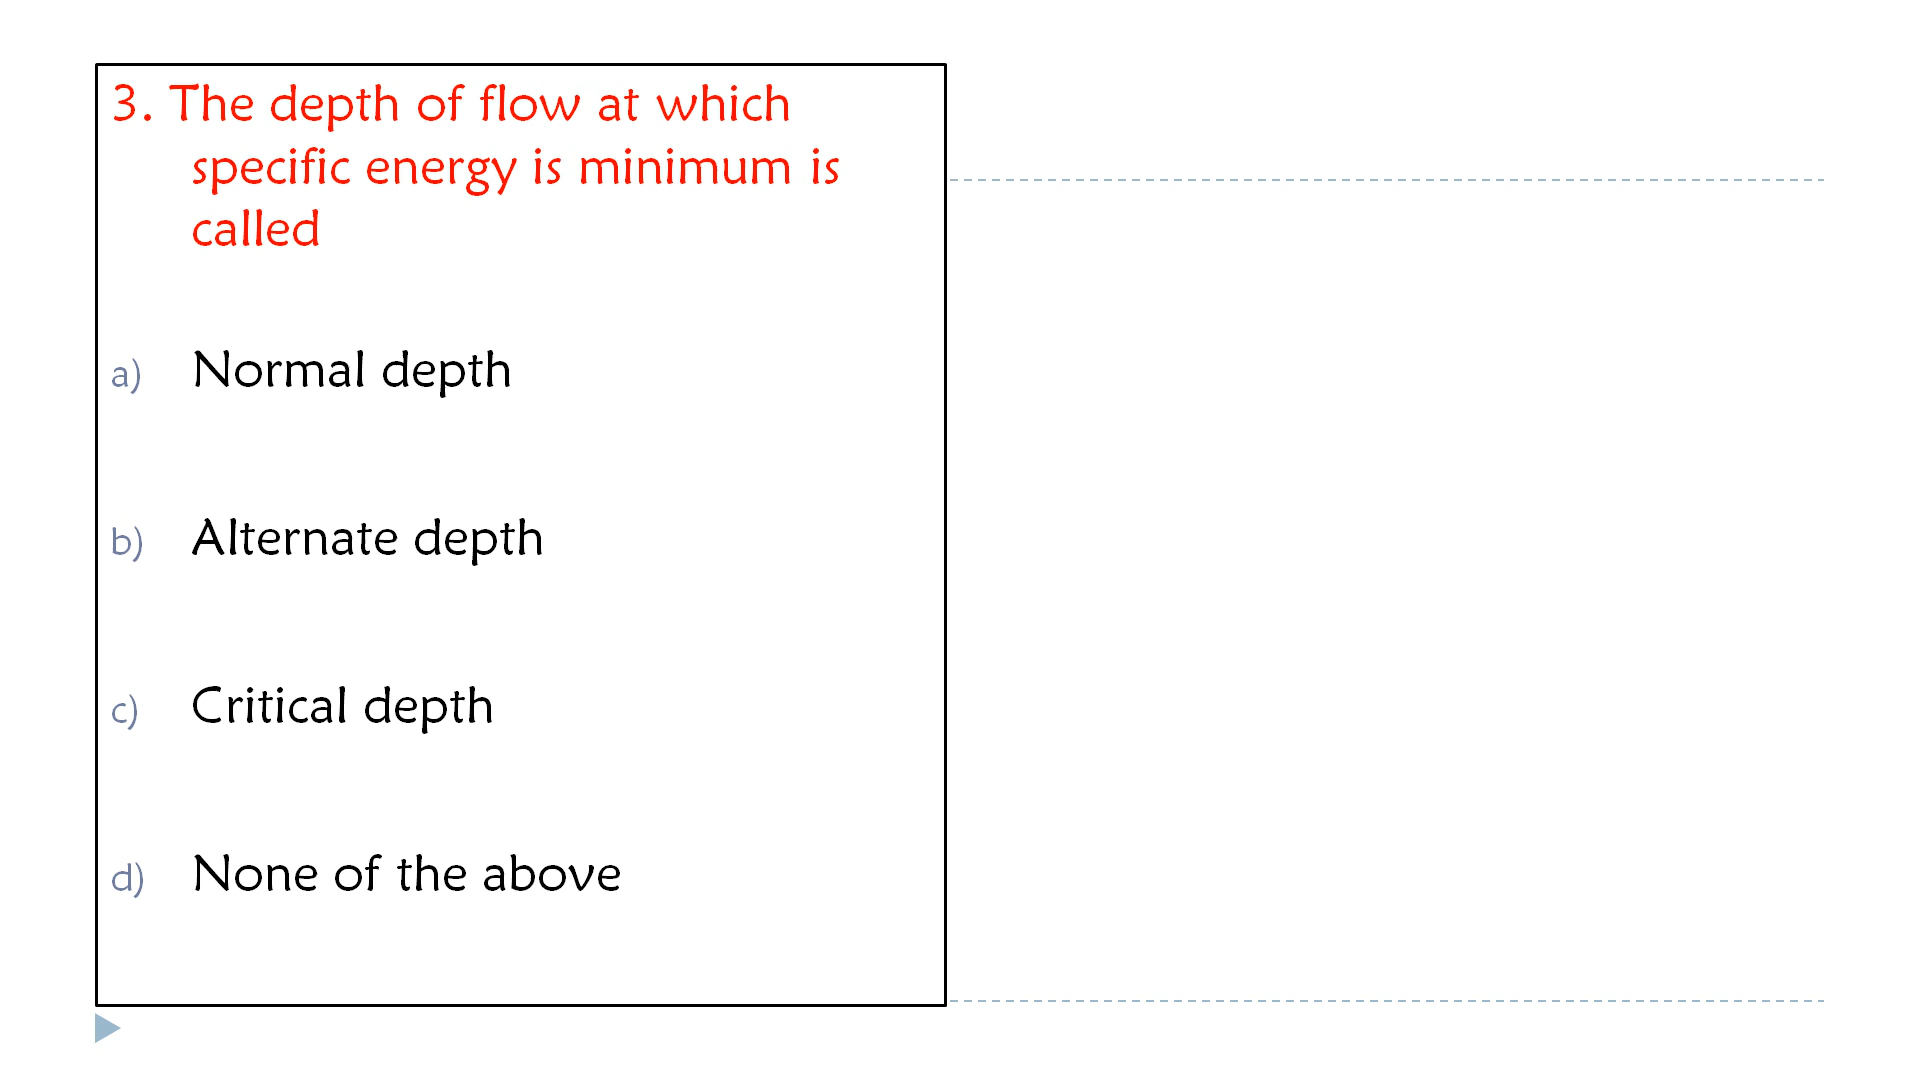 3. The depth of flow at which
specific energy is minimum is
called
a) Normal depth
b) Alternate depth
c) Critical depth
d) None of the above